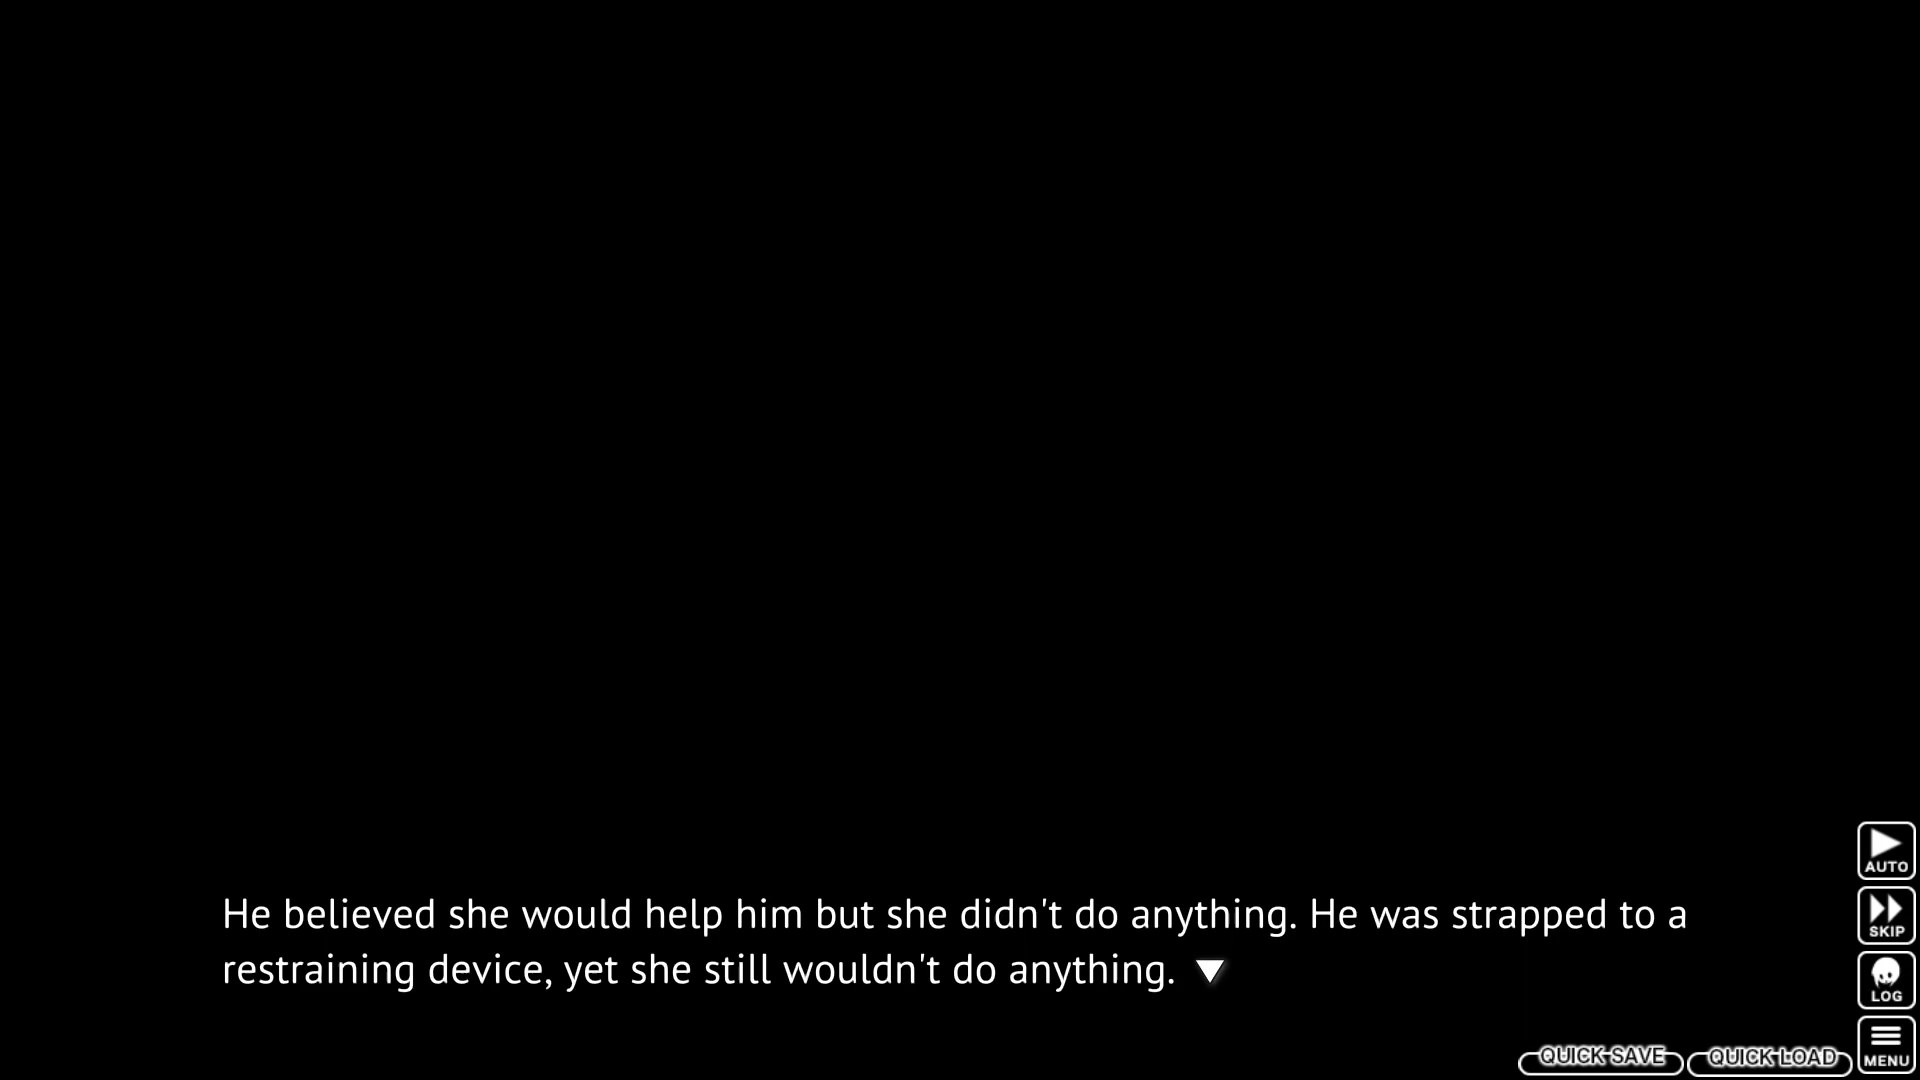 He believed she would help him but she didn't do anything. He was strapped to a
restraining device, yet she still wouldn't do anything.
AUTO
SKIP
LOG
MENU
QUICK SAVE
QUICK LOAD